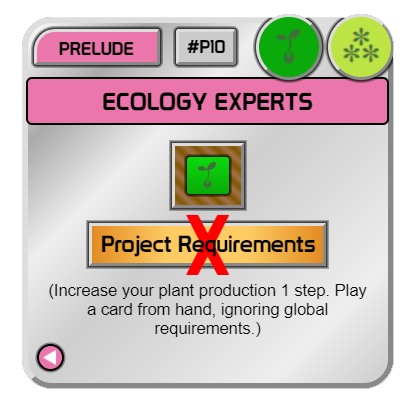 PRELUDE
#P10
ECOLOGY EXPERTS
Project Requirements
(Increase your plant production 1 step. Play
a card from hand, ignoring global
requirements.)